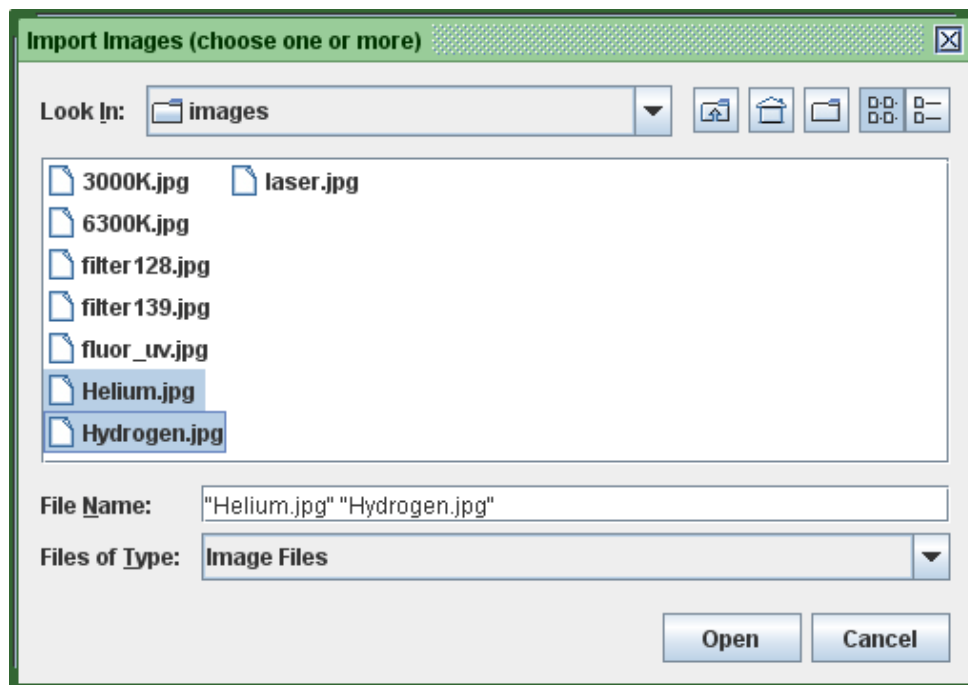 Import Images (choose one or more)
Look In: images
3000K.jpg laser.jpg
6300K.jpg
filter128.jpg
filter139.jpg
fluor_uv.jpg
Helium.jpg
Hydrogen.jpg
File Name: "Helium.jpg" "Hydrogen.jpg"
Files of Type: Image Files
Open Cancel